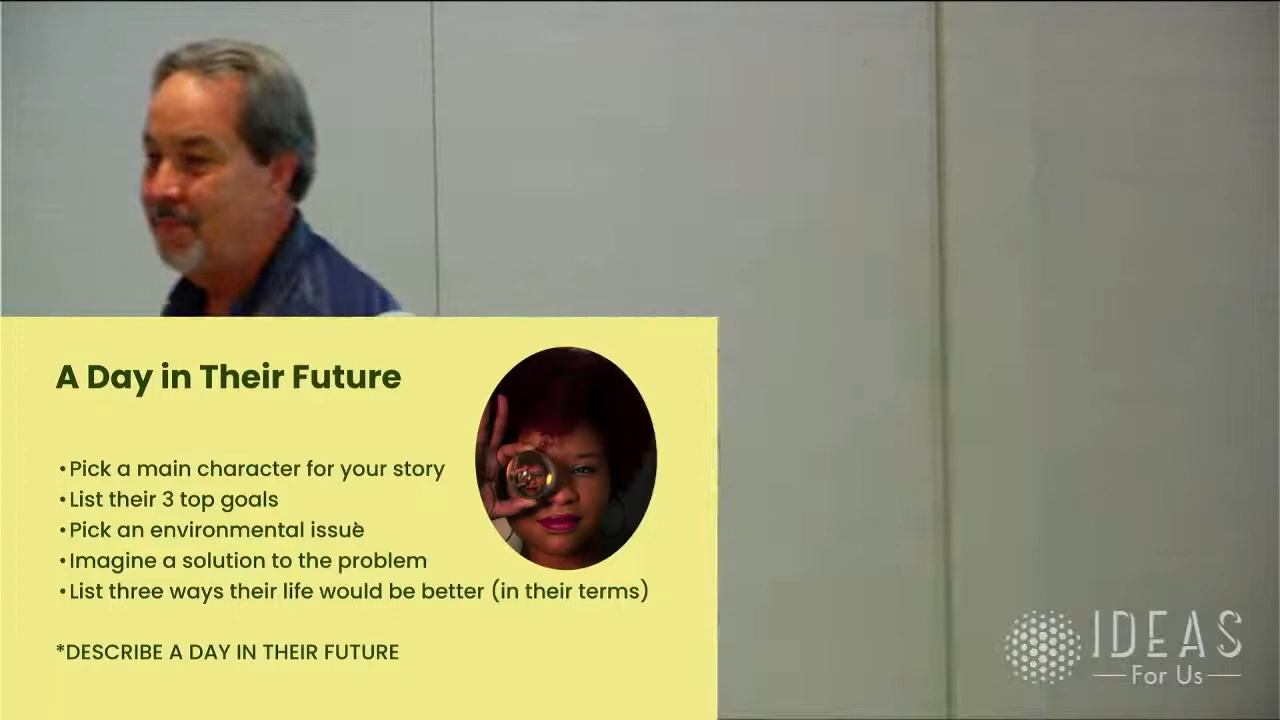 A Day in Their Future
•Pick a main character for your story
•List their 3 top goals
•Pick an environmental issue
•Imagine a solution to the problem
•List three ways their life would be better (in their terms)
*DESCRIBE A DAY IN THEIR FUTURE
IDEAS
For Us